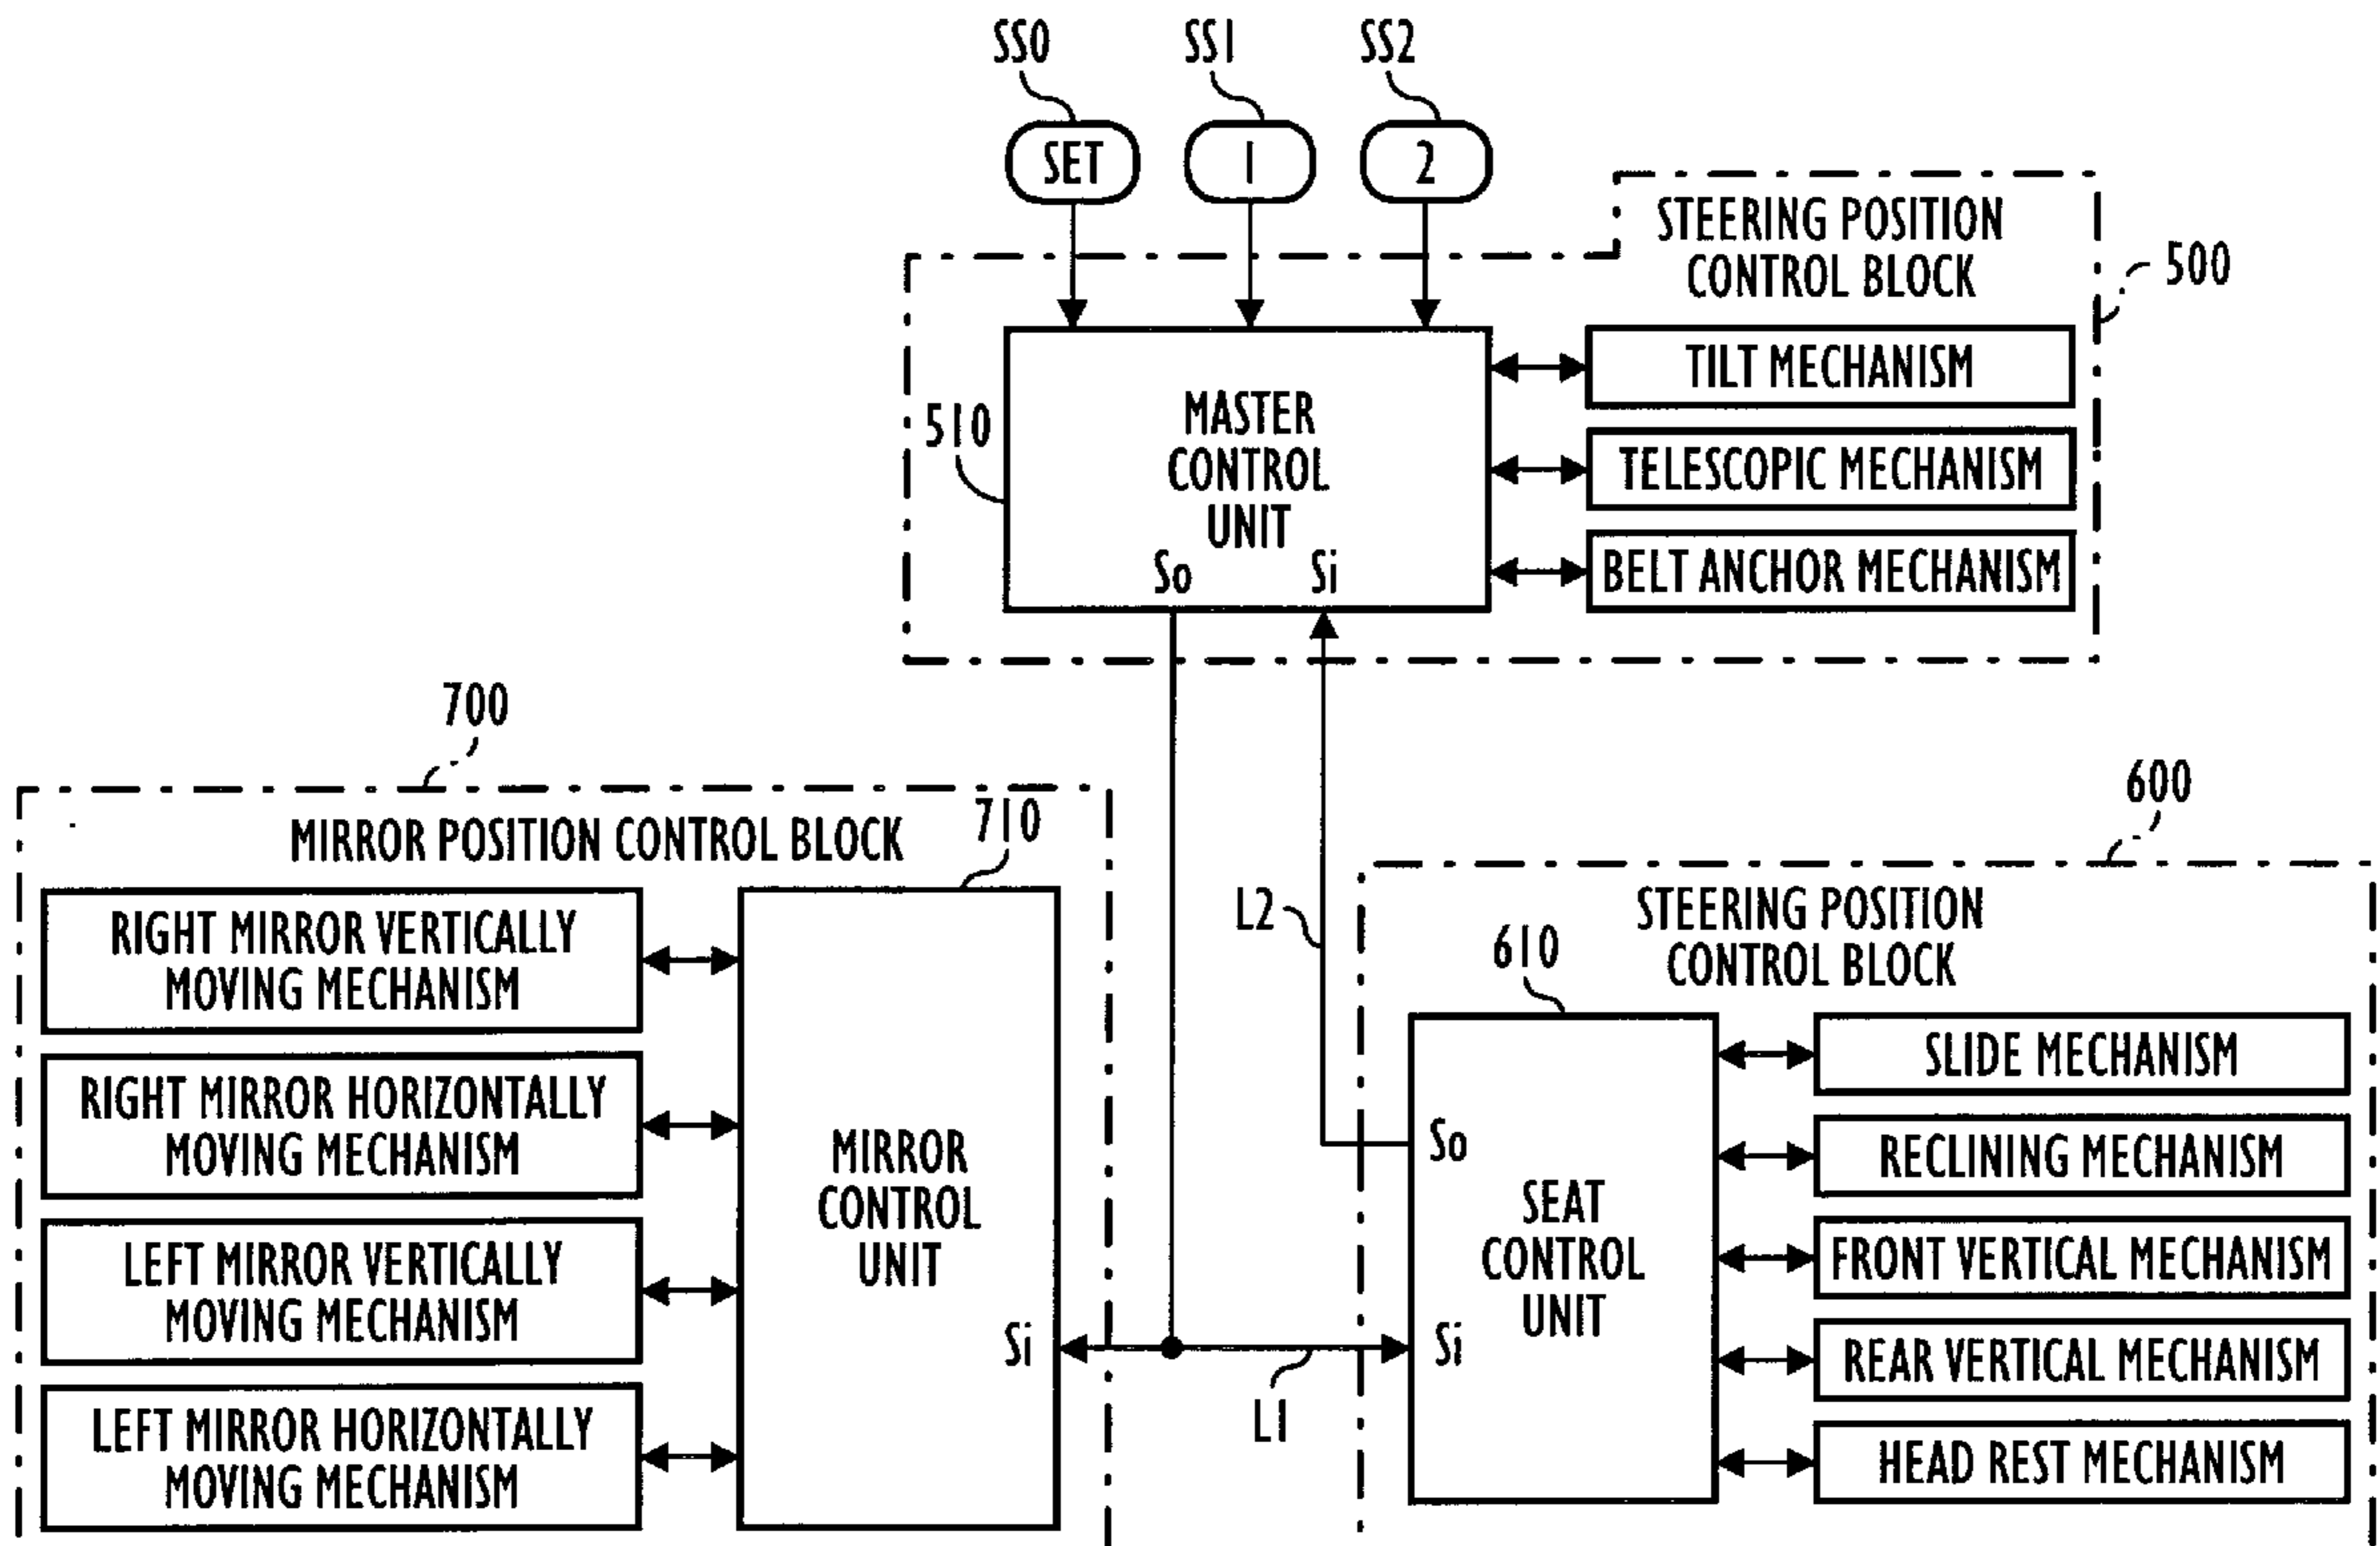 SS0
SS1
SS2
SET
1
2
STEERING POSITION
CONTROL BLOCK
500
510
MASTER
CONTROL
UNIT
So
Si
TILT MECHANISM
TELESCOPIC MECHANISM
BELT ANCHOR MECHANISM
700
MIRROR POSITION CONTROL BLOCK
710
RIGHT MIRROR VERTICALLY
MOVING MECHANISM
RIGHT MIRROR HORIZONTALLY
MOVING MECHANISM
LEFT MIRROR VERTICALLY
MOVING MECHANISM
LEFT MIRROR HORIZONTALLY
MOVING MECHANISM
MIRROR
CONTROL
UNIT
Si
L2
L1
600
STEERING POSITION
CONTROL BLOCK
610
So
SEAT
CONTROL
UNIT
Si
SLIDE MECHANISM
RECLINING MECHANISM
FRONT VERTICAL MECHANISM
REAR VERTICAL MECHANISM
HEAD REST MECHANISM